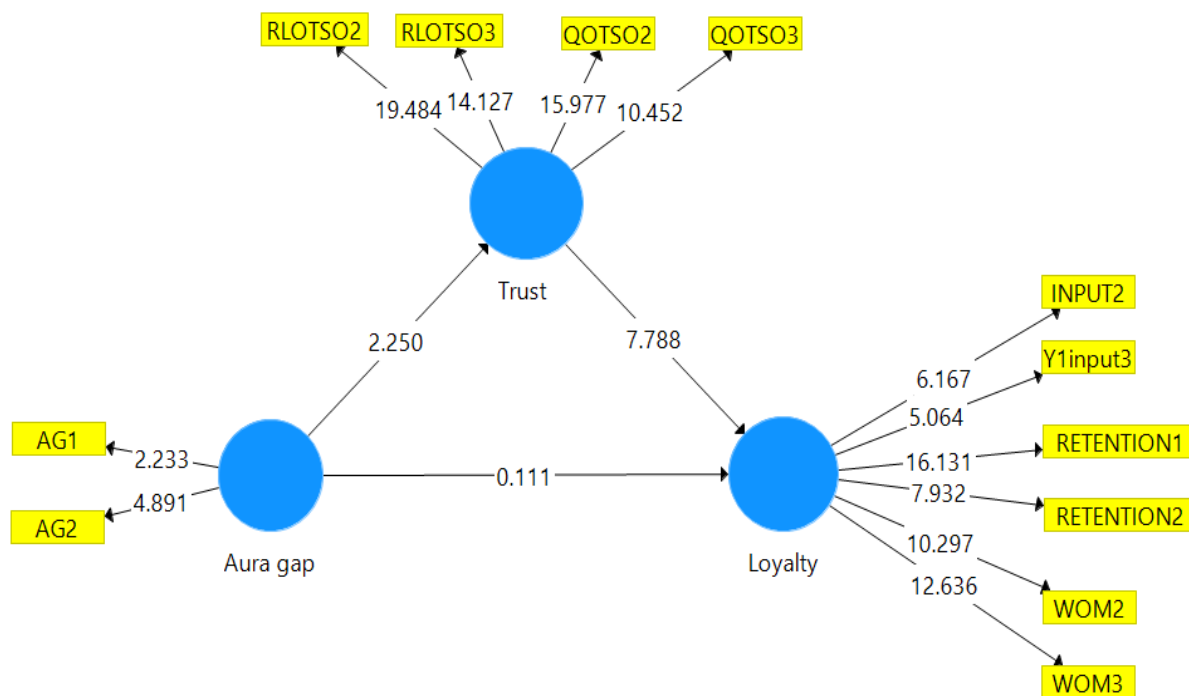 RLOTSO2
RLOTSO3
QOTSO2
QOTSO3
19.484
14.127
15.977
10.452
Trust
INPUT2
2.250
7.788
Y1input3
6.167
5.064
AG1
2.233
RETENTION1
16.131
0.111
4.891
7.932
AG2
RETENTION2
10.297
Aura gap
Loyalty
12.636
WOM2
WOM3